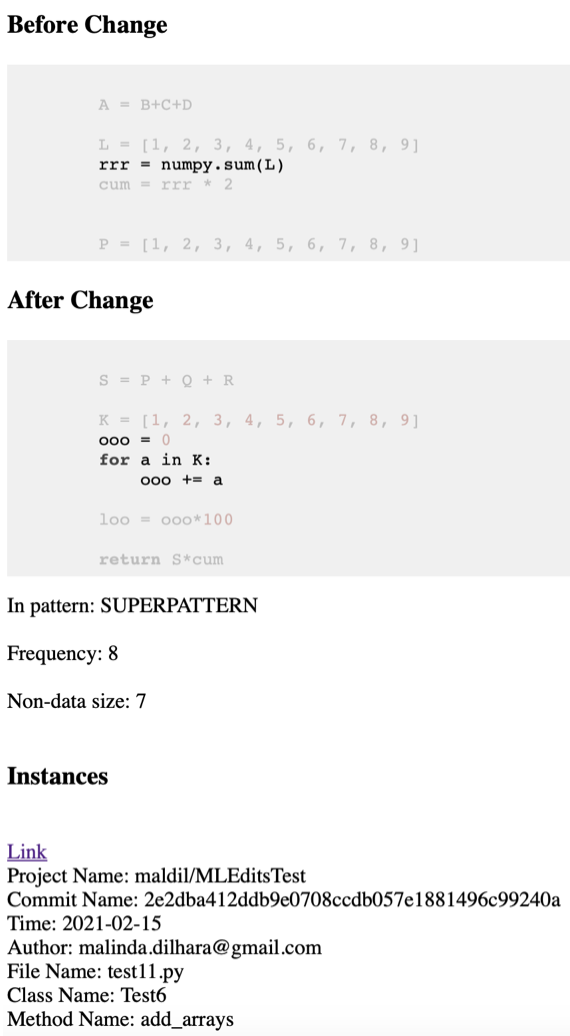 Before Change
A = B+C+D
L = [1, 2, 3, 4, 5, 6, 7, 8, 9]
rrr = numpy.sum(L)
cum = rrr * 2
P = [1, 2, 3, 4, 5, 6, 7, 8, 9]
After Change
S = P + Q + R
K = [1, 2, 3, 4, 5, 6, 7, 8, 9]
ooo = 0
for a in K:
ooo += a
loo = ooo*100
return S*cum
In pattern: SUPERPATTERN
Frequency: 8
Non-data size: 7
Instances
Link
Project Name: maldil/MLEditsTest
Commit Name: 2e2dba412ddb9e0708ccdb057e1881496c99240a
Time: 2021-02-15
Author: malinda.dilhara@gmail.com
File Name: test11.py
Class Name: Test6
Method Name: add_arrays